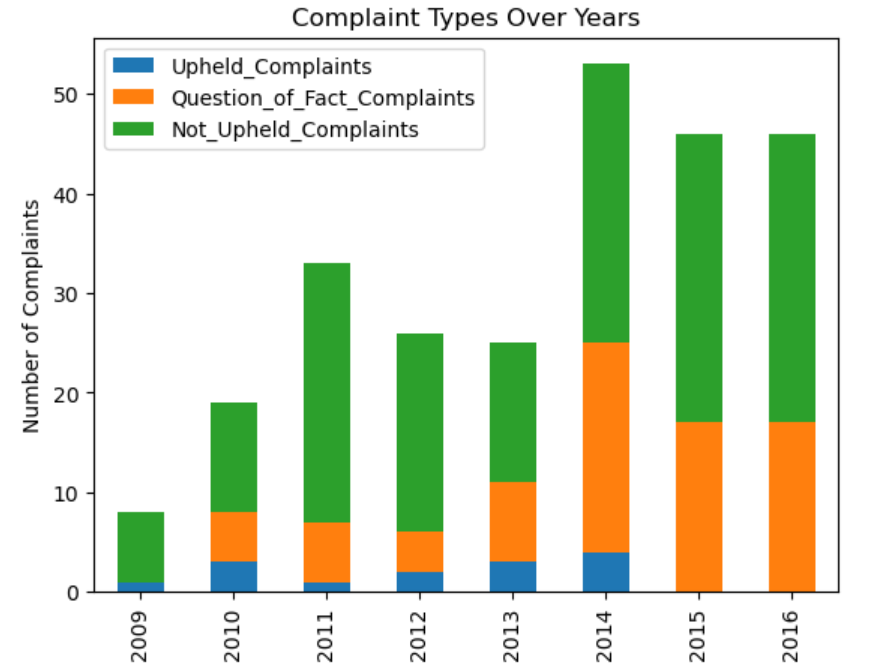 Complaint Types Over Years
Upheld_Complaints
Question_of_Fact_Complaints
Not_Upheld_Complaints
Number of Complaints
50
40
30
20
10
0
2009
2010
2011
2012
2013
2014
2015
2016